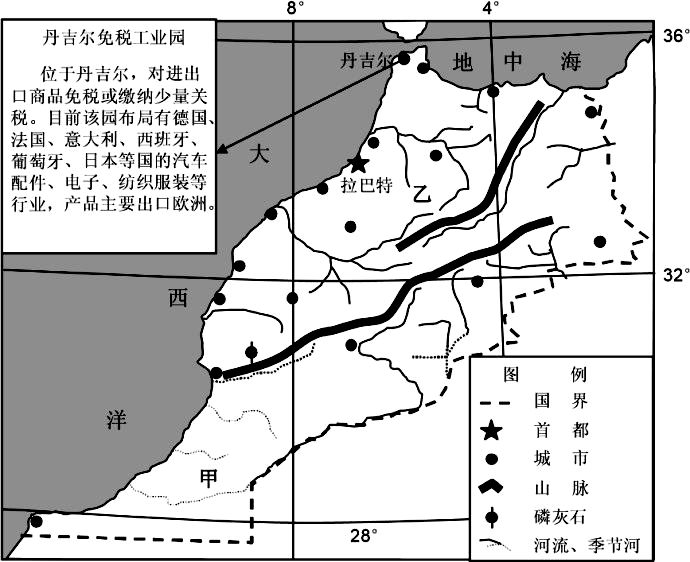 8°
4°
36°
丹吉尔免税工业园
位于丹吉尔，对进出
口商品免税或缴纳少量关
税。目前该园布局有德国、
法国、意大利、西班牙、
葡萄牙、日本等国的汽车
配件、电子、纺织服装等
行业，产品主要出口欧洲。
丹吉尔
地中海
大
拉巴特
乙
32°
西
洋
甲
28°
图例
国界
首都
城市
山脉
磷灰石
河流、季节河